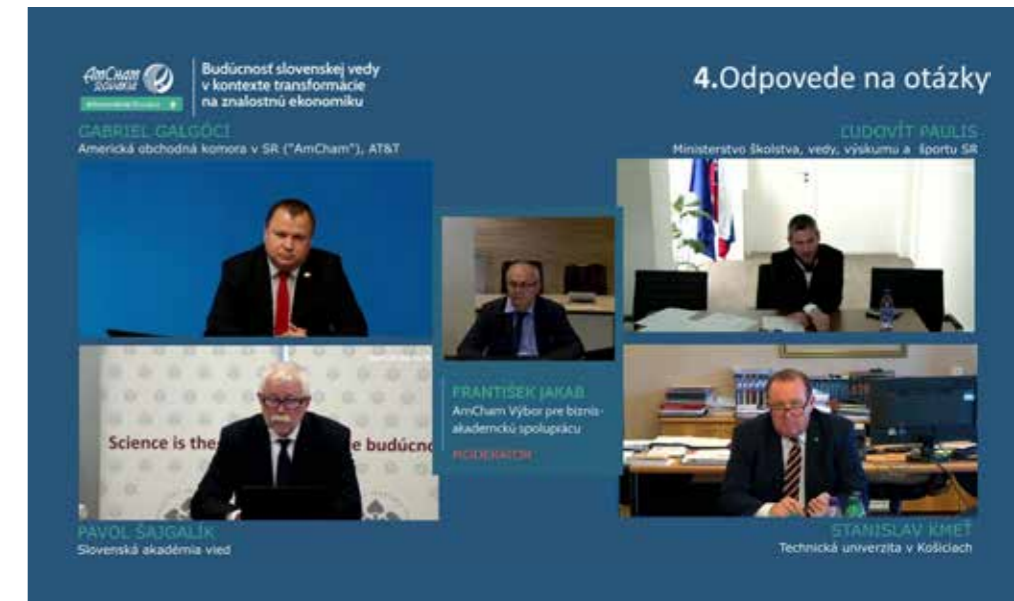 AmCham
SLOVAKIA
Budúcnosť slovenskej vedy
v kontexte transformácie
na znalostnú ekonomiku
4.Odpovede na otázky
GABRIEL GALGÓCI
Americká obchodná komora v SR ("AmCham"), AT&T
ĽUDOVÍT PAULIS
Ministerstvo školstva, vedy, výskumu a športu SR
Science is the
e budúcno
FRANTIŠEK JAKAB
AmCham Výbor pre biznis-
akademickú spoluprácu
MODERÁTOR
PAVOL ŠAJGALÍK
Slovenská akadémia vied
STANISLAV KMEŤ
Technická univerzita v Košiciach